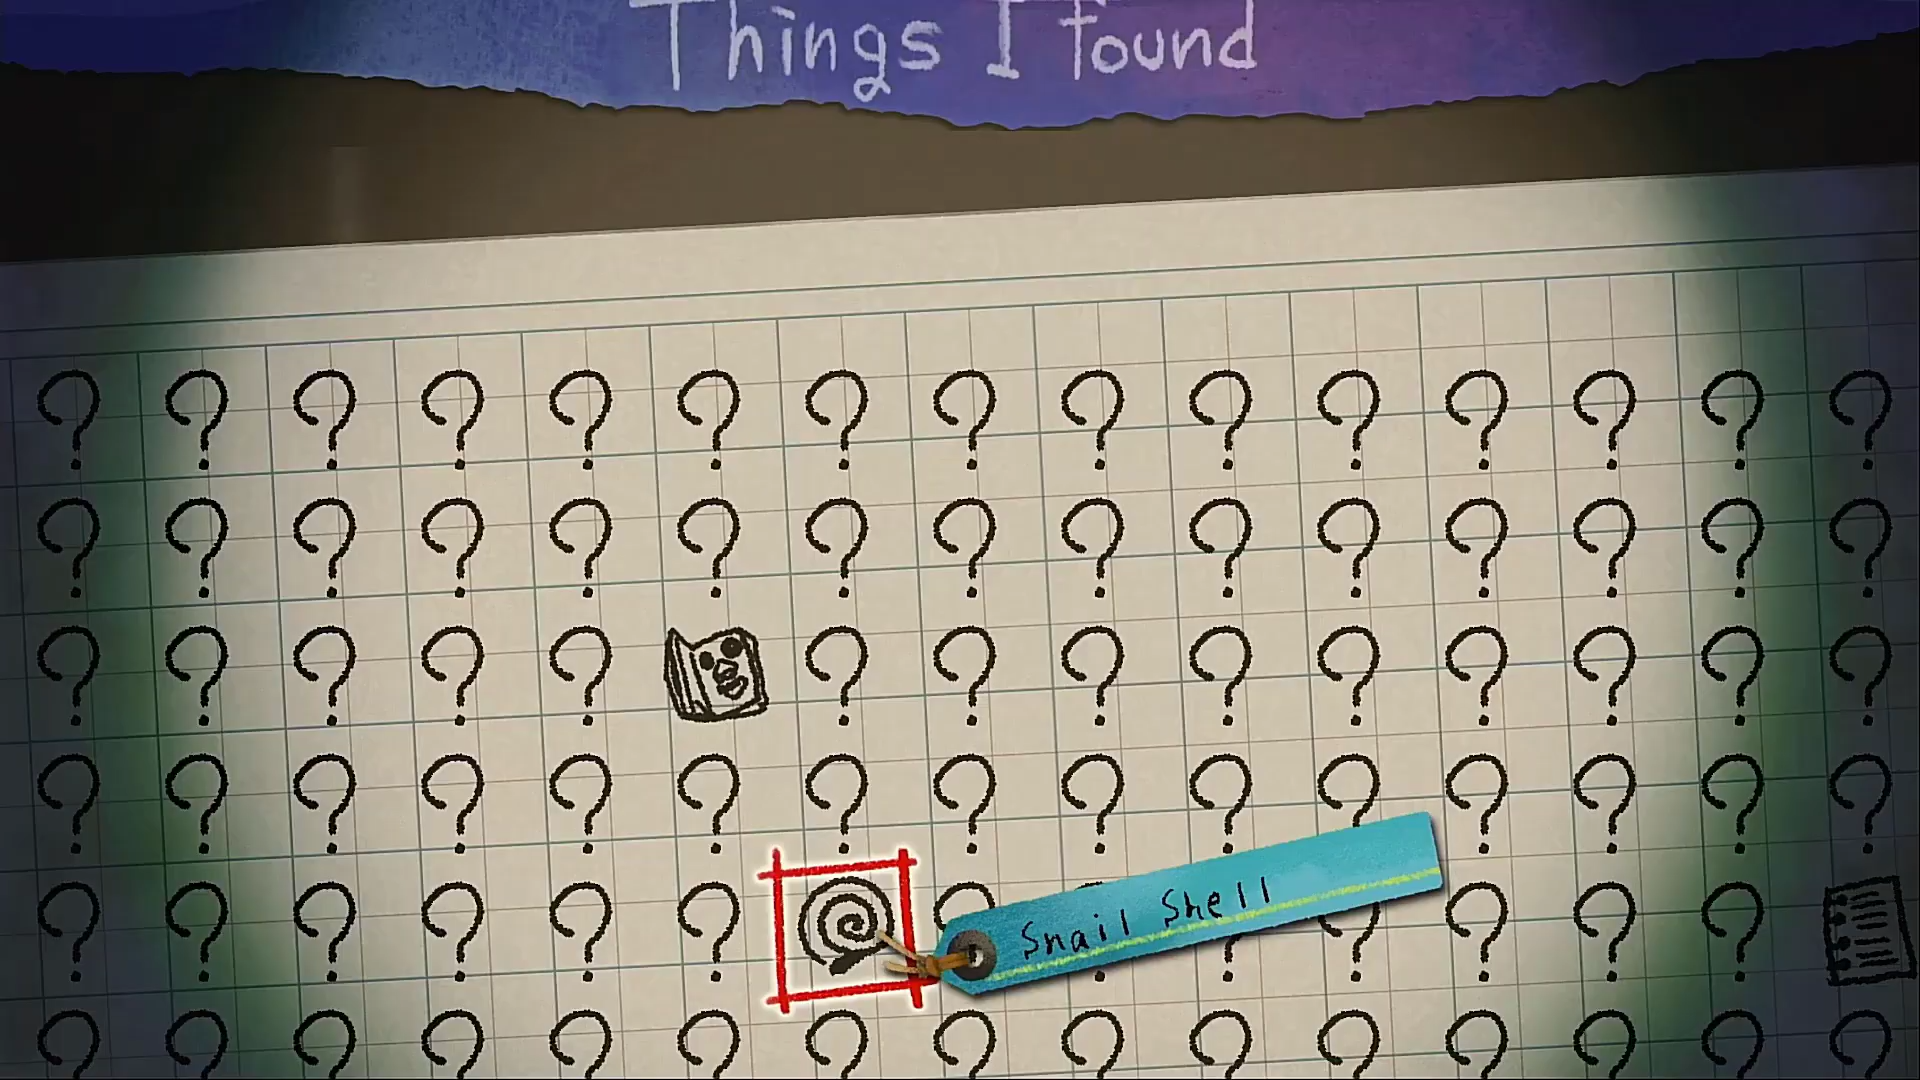 Things I found
? ? ? ? ? ? ? ? ? ? ? ? ? ? ?
? ? ? ? ? ? ? ? ? ? ? ? ? ? ?
? ? ? ? ? ? ? ? ? ? ? ? ? ?
? ? ? ? ? ? ? ? ? ? ? ? ? ? ?
? ? ? ? ? ? ? ? ? ? ? ? ?
Snail Shell
? ? ? ? ? ? ? ? ? ? ? ? ? ? ?